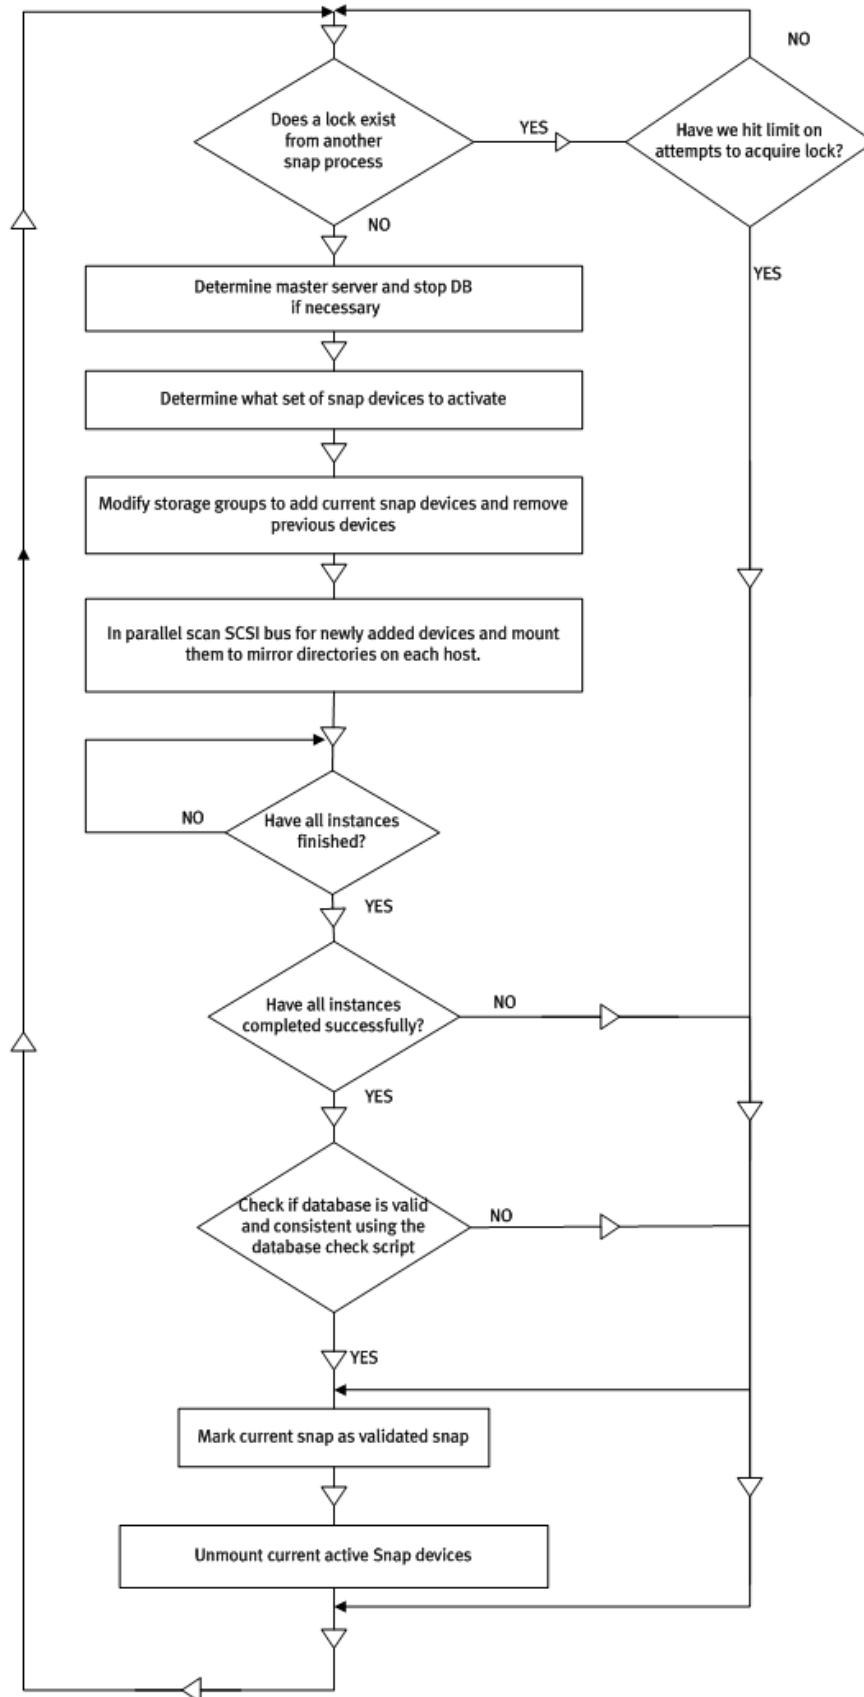 NO
Does a lock exist
from another
snap process
YES
Have we hit limit on
attempts to acquire lock?
NO
YES
Determine master server and stop DB
if necessary
Determine what set of snap devices to activate
Modify storage groups to add current snap devices and remove
previous devices
In parallel scan SCSI bus for newly added devices and mount
them to mirror directories on each host.
NO
Have all instances
finished?
YES
Have all instances
completed successfully?
NO
YES
Check if database is valid
and consistent using the
database check script
NO
YES
Mark current snap as validated snap
Unmount current active Snap devices